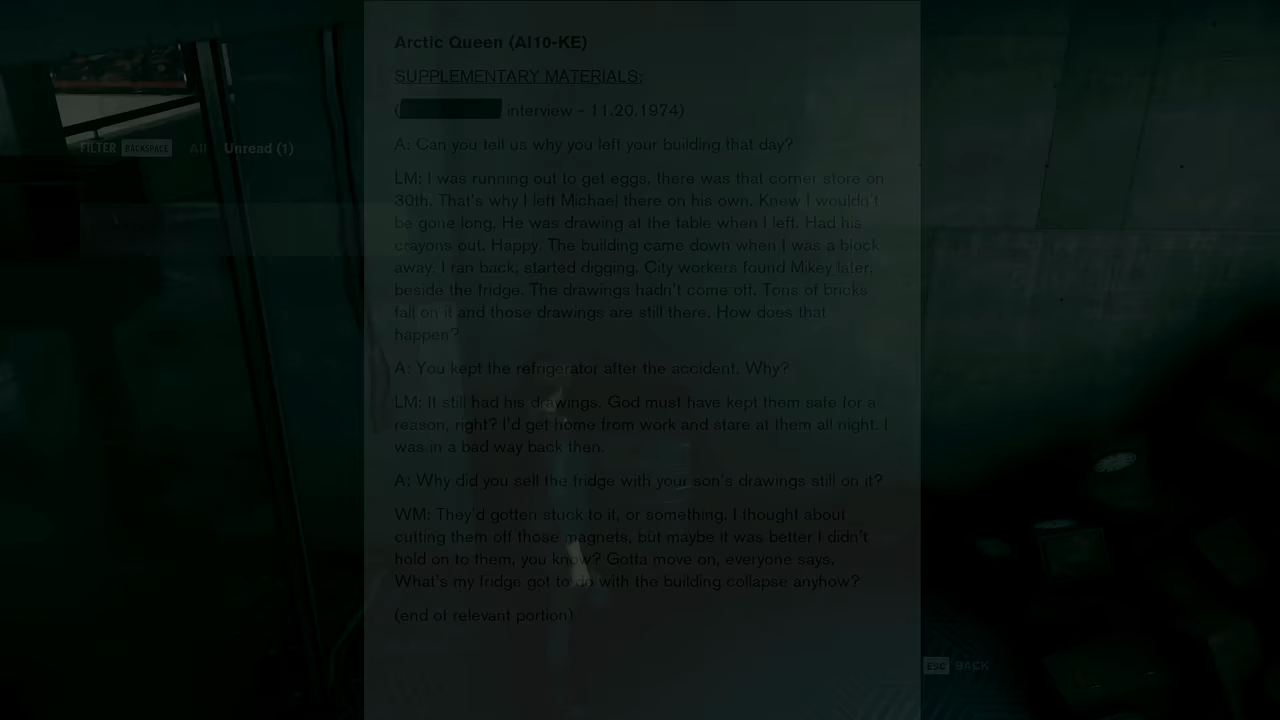 Arctic Queen (AI10-KE)
SUPPLEMENTARY MATERIALS:
( interview - 11.20.1974)
FILTER BACKSPACE All Unread (1)
A: Can you tell us why you left your building that day?
LM: I was running out to get eggs, there was that corner store on
30th. That's why I left Michael there on his own. Knew I wouldn't
be gone long. He was drawing at the table when I left. Had his
crayons out. Happy. The building came down when I was a block
away. I ran back, started digging. City workers found Mikey later,
beside the fridge. The drawings hadn't come off. Tons of bricks
fall on it and those drawings are still there. How does that
happen?
A: You kept the refrigerator after the accident. Why?
LM: It still had his drawings. God must have kept them safe for a
reason, right? I'd get home from work and stare at them all night. I
was in a bad way back then.
A: Why did you sell the fridge with your son's drawings still on it?
WM: They'd gotten stuck to it, or something. I thought about
cutting them off those magnets, but maybe it was better I didn't
hold on to them, you know? Gotta move on, everyone says.
What's my fridge got to do with the building collapse anyhow?
(end of relevant portion)
ESC BACK